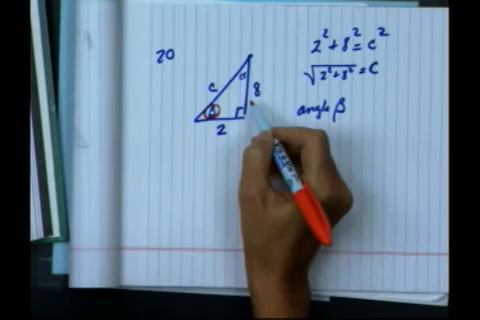 20
2² + 8² = c²
√2² + 8² = c
α
c
8
β
2
angle β